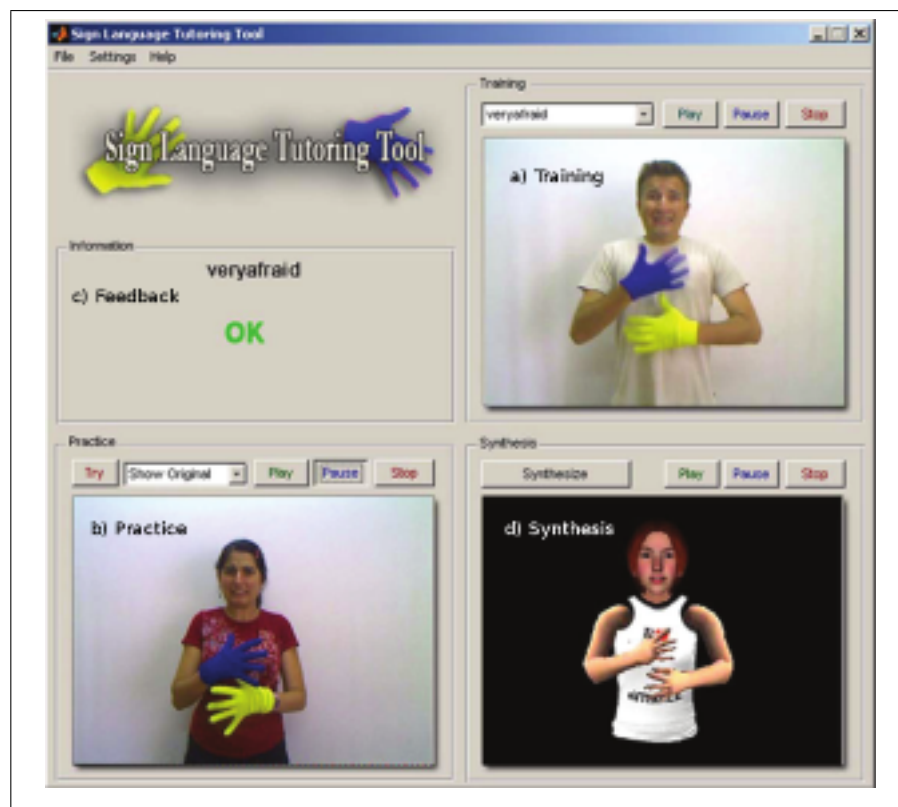 Sign Language Tutoring Tool
File Settings Help
Sign Language Tutoring Tool
Training
veryafraid Play Pause Stop
a) Training
Information
veryafraid
c) Feedback
OK
Practice
Try Show Original Play Pause Stop
b) Practice
Synthesis
Synthesize Play Pause Stop
d) Synthesis